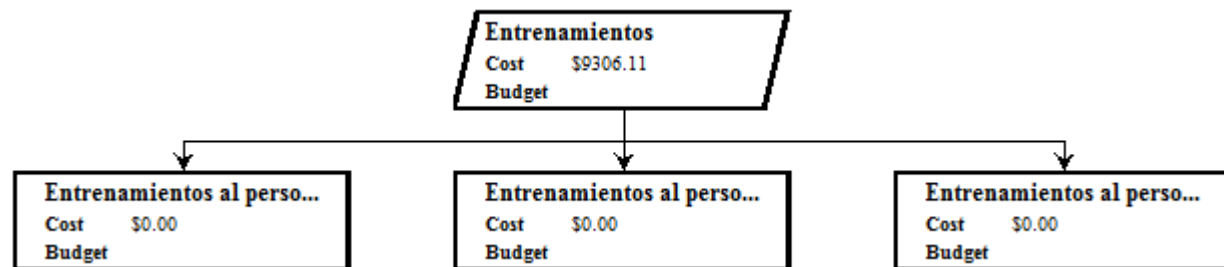 Entrenamientos
Cost $9306.11
Budget
Entrenamientos al perso...
Cost $0.00
Budget
Entrenamientos al perso...
Cost $0.00
Budget
Entrenamientos al perso...
Cost $0.00
Budget